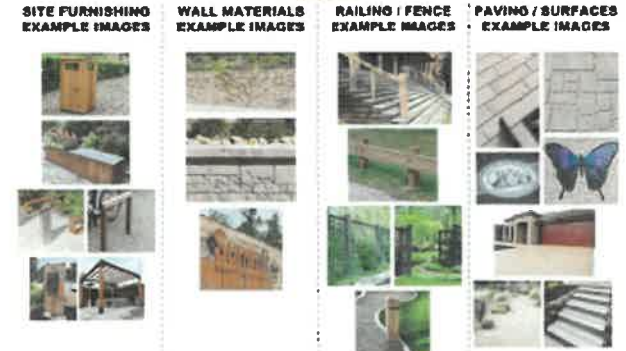 SITE FURNISHING
EXAMPLE IMAGES
WALL MATERIALS
EXAMPLE IMAGES
RAILING / FENCE
EXAMPLE IMAGES
PAVING / SURFACES
EXAMPLE IMAGES